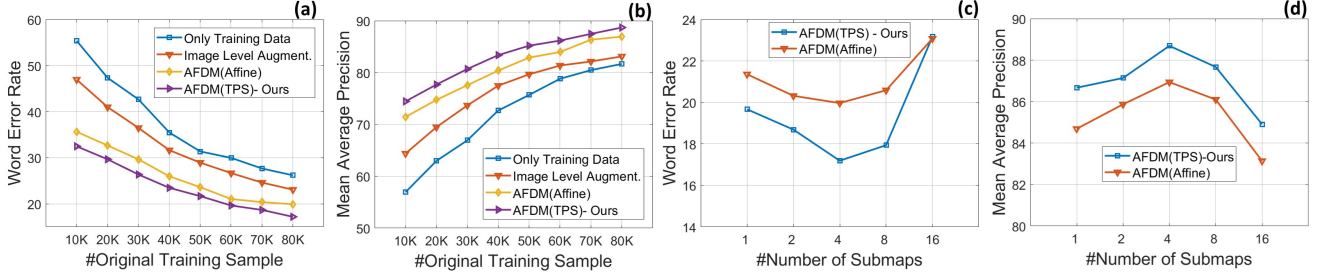 (a)
60
50
40
30
20
Word Error Rate
Only Training Data
Image Level Augment.
AFDM(Affine)
AFDM(TPS)- Ours
10K 20K 30K 40K 50K 60K 70K 80K
#Original Training Sample
(b)
90
80
70
60
50
Mean Average Precision
Only Training Data
Image Level Augment.
AFDM(Affine)
AFDM(TPS)- Ours
10K 20K 30K 40K 50K 60K 70K 80K
#Original Training Sample
(c)
24
22
20
18
16
14
Word Error Rate
AFDM(TPS) - Ours
AFDM(Affine)
1 2 4 8 16
#Number of Submaps
(d)
90
88
86
84
82
80
Mean Average Precision
AFDM(TPS)-Ours
AFDM(Affine)
1 2 4 8 16
#Number of Submaps